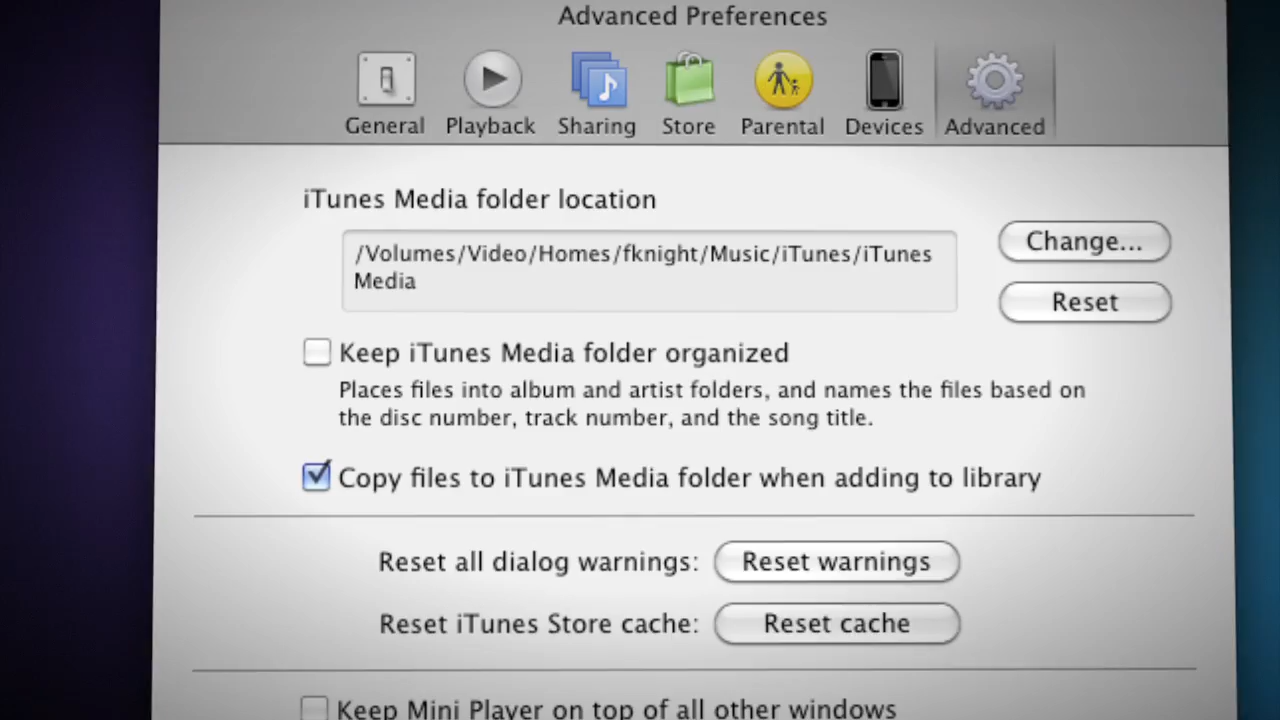 Advanced Preferences
General Playback Sharing Store Parental Devices Advanced
iTunes Media folder location
/Volumes/Video/Homes/fknight/Music/iTunes/iTunes
Media
Change...
Reset
Keep iTunes Media folder organized
Places files into album and artist folders, and names the files based on
the disc number, track number, and the song title.
Copy files to iTunes Media folder when adding to library
Reset all dialog warnings: Reset warnings
Reset iTunes Store cache: Reset cache
Keep Mini Player on top of all other windows